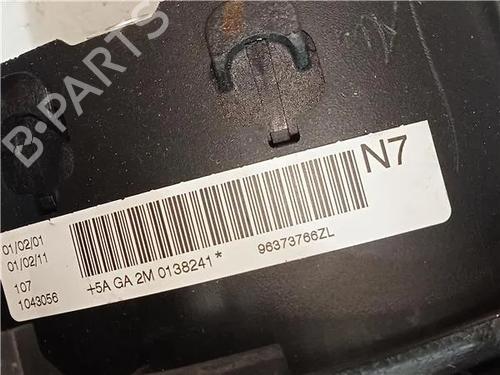 B-PARTS
N7
01/02/01
01/02/11
107
1043056
+5A GA 2M 0138241*
96373766ZL